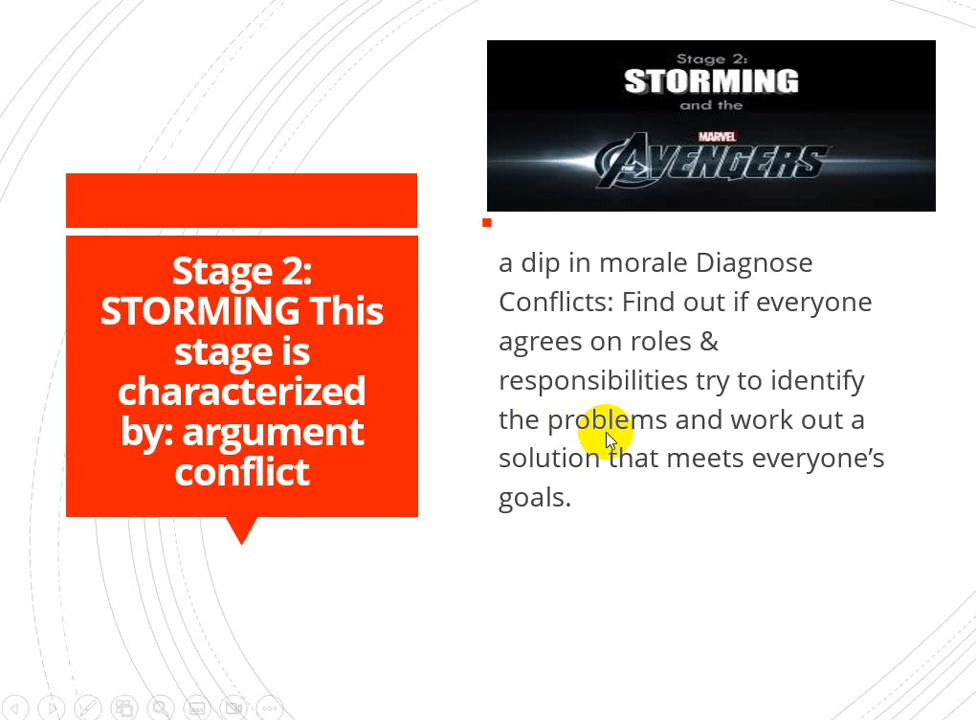 Stage 2:
STORMING
and the
MARVEL
AVENGERS
Stage 2:
STORMING This
stage is
characterized
by: argument
conflict
a dip in morale Diagnose
Conflicts: Find out if everyone
agrees on roles &
responsibilities try to identify
the problems and work out a
solution that meets everyone’s
goals.